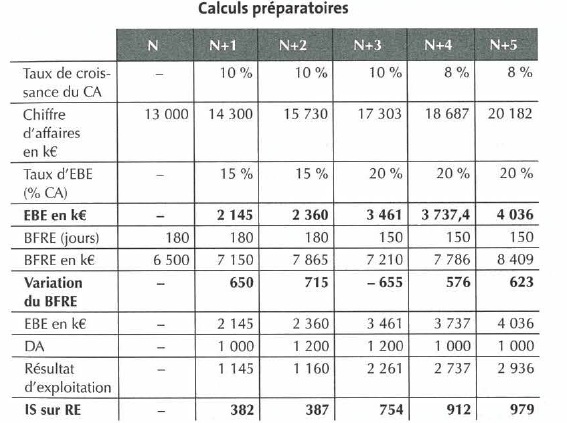 Calculs préparatoires
N N+1 N+2 N+3 N+4 N+5
Taux de crois- – 10 % 10 % 10 % 8 % 8 %
sance du CA
Chiffre 13 000 14 300 15 730 17 303 18 687 20 182
d'affaires
en k€
Taux d'EBE – 15 % 15 % 20 % 20 % 20 %
(% CA)
EBE en k€ – 2 145 2 360 3 461 3 737,4 4 036
BFRE (jours) 180 180 180 150 150 150
BFRE en k€ 6 500 7 150 7 865 7 210 7 786 8 409
Variation – 650 715 – 655 576 623
du BFRE
EBE en k€ – 2 145 2 360 3 461 3 737 4 036
DA – 1 000 1 200 1 200 1 000 1 000
Résultat – 1 145 1 160 2 261 2 737 2 936
d'exploitation
IS sur RE – 382 387 754 912 979